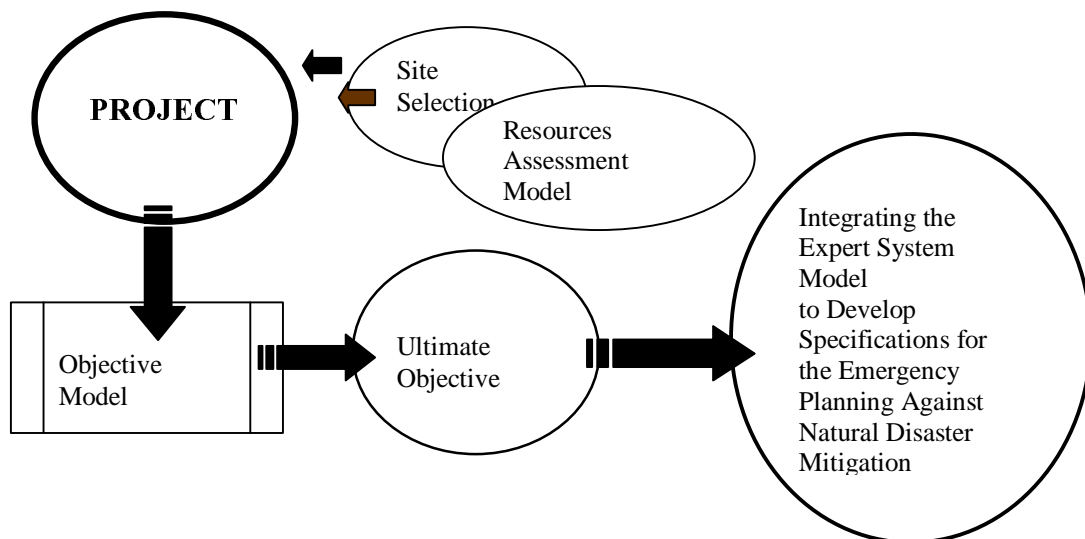 PROJECT
Site
Selection
Resources
Assessment
Model
Objective
Model
Ultimate
Objective
Integrating the
Expert System
Model
to Develop
Specifications for
the Emergency
Planning Against
Natural Disaster
Mitigation